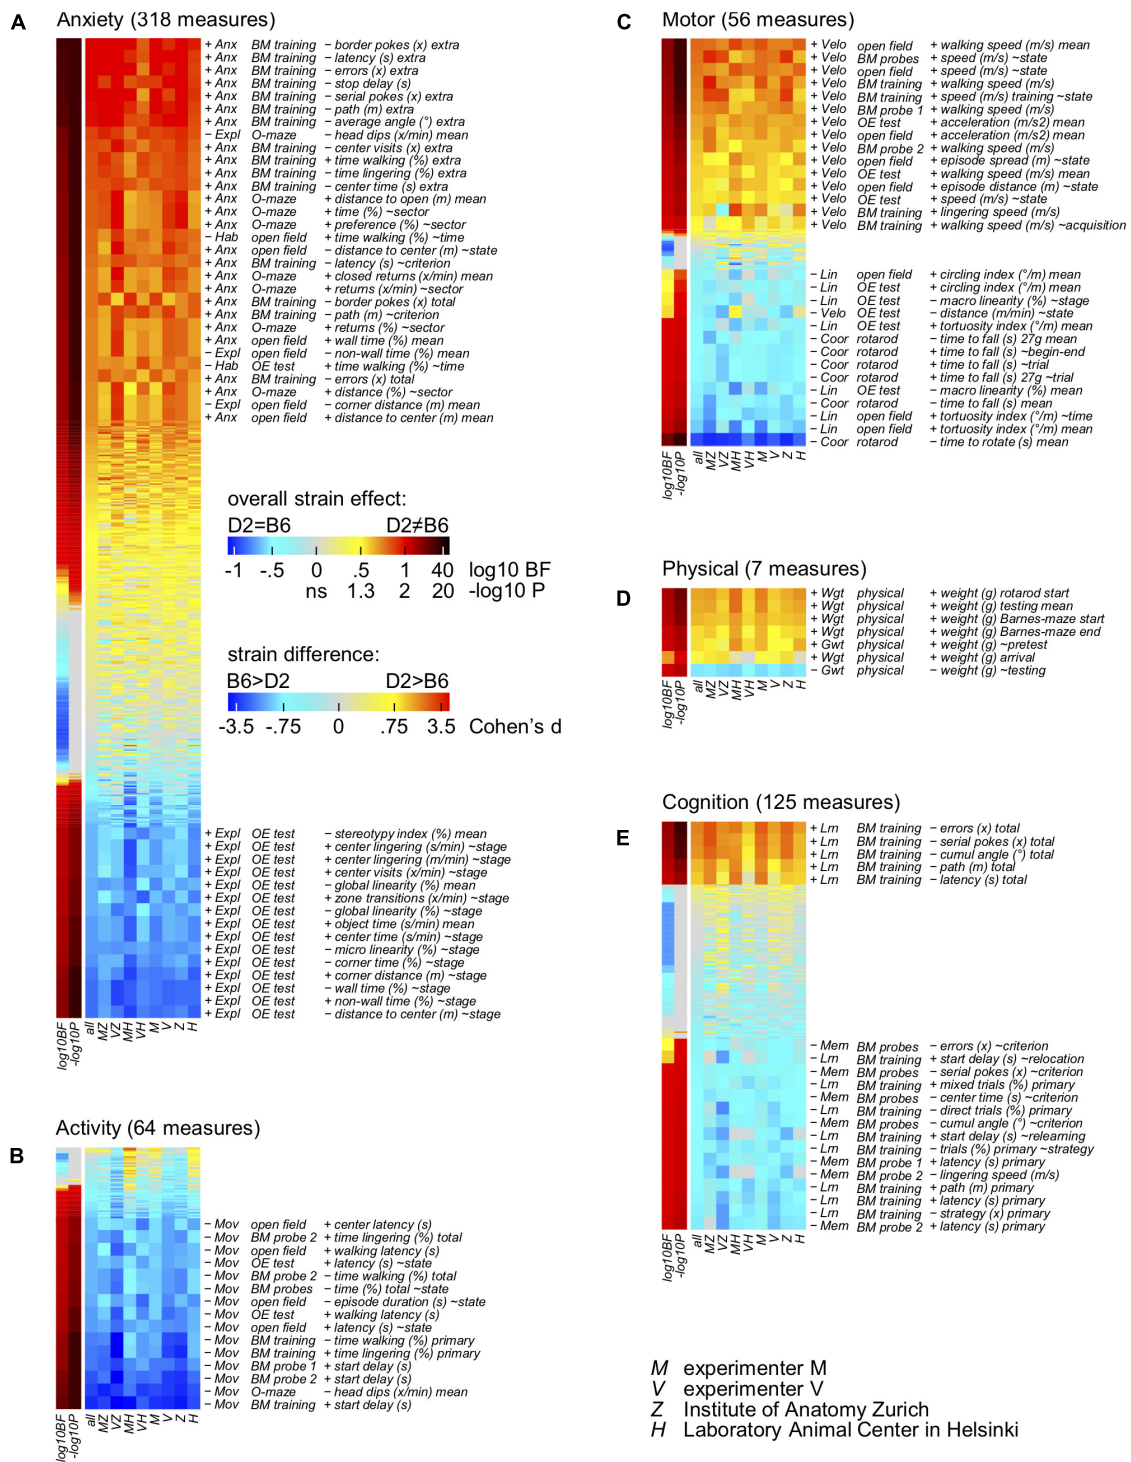 A
Anxiety (318 measures)
+ Anx BM training − border pokes (x) extra
+ Anx BM training − latency (s) extra
+ Anx BM training − errors (x) extra
+ Anx BM training − stop delay (s)
+ Anx BM training − serial pokes (x) extra
+ Anx BM training − path (m) extra
+ Anx BM training − average angle (°) extra
− Expl O-maze − head dips (x/min) mean
+ Anx BM training − center visits (x) extra
+ Anx BM training + time walking (%) extra
+ Anx BM training − time lingering (%) extra
+ Anx BM training − center time (s) extra
+ Anx O-maze + distance to open (m) mean
+ Anx O-maze + time (%) ~sector
+ Anx O-maze + preference (%) ~sector
− Hab open field + time walking (%) ~time
+ Anx open field − distance to center (m) ~state
+ Anx BM training − latency (s) ~criterion
+ Anx O-maze + closed returns (x/min) mean
+ Anx O-maze + returns (x/min) ~sector
+ Anx BM training − border pokes (x) total
+ Anx BM training − path (m) ~criterion
+ Anx O-maze + returns (%) ~sector
+ Anx open field + wall time (%) mean
− Expl open field − non-wall time (%) mean
− Hab OE test + time walking (%) ~time
+ Anx BM training − errors (x) total
+ Anx O-maze + distance (%) ~sector
− Expl open field − corner distance (m) mean
+ Anx open field + distance to center (m) mean
overall strain effect:
D2=B6 D2≠B6
-1 -.5 0 .5 1 40 log10 BF
ns 1.3 2 20 -log10 P
strain difference:
B6>D2 D2>B6
-3.5 -.75 0 .75 3.5 Cohen's d
+ Expl OE test − stereotypy index (%) mean
+ Expl OE test + center lingering (s/min) ~stage
+ Expl OE test + center lingering (m/min) ~stage
+ Expl OE test + center visits (x/min) ~stage
+ Expl OE test − global linearity (%) mean
+ Expl OE test + zone transitions (x/min) ~stage
+ Expl OE test − global linearity (%) ~stage
+ Expl OE test + object time (s/min) mean
+ Expl OE test + center time (s/min) ~stage
+ Expl OE test − micro linearity (%) ~stage
+ Expl OE test − corner time (%) ~stage
+ Expl OE test + corner distance (m) ~stage
+ Expl OE test − wall time (%) ~stage
+ Expl OE test + non-wall time (%) ~stage
+ Expl OE test − distance to center (m) ~stage
log10BF -log10P all MZ VZ MH VH M V Z H
B
Activity (64 measures)
− Mov open field + center latency (s)
− Mov BM probe 2 + time lingering (%) total
− Mov open field + walking latency (s)
− Mov OE test + latency (s) ~state
− Mov BM probe 2 − time walking (%) total
− Mov BM probes − time (%) total ~state
− Mov open field − episode duration (s) ~state
− Mov OE test + walking latency (s)
− Mov open field + latency (s) ~state
− Mov BM training − time walking (%) primary
− Mov BM training + time lingering (%) primary
− Mov BM probe 1 + start delay (s)
− Mov BM probe 2 + start delay (s)
− Mov O-maze − head dips (x/min) mean
− Mov BM training + start delay (s)
log10BF -log10P all MZ VZ MH VH M V Z H
C
Motor (56 measures)
+ Velo open field + walking speed (m/s) mean
+ Velo BM probes + speed (m/s) ~state
+ Velo open field + speed (m/s) ~state
+ Velo BM training + walking speed (m/s)
+ Velo BM training + speed (m/s) training ~state
+ Velo BM probe 1 + walking speed (m/s)
+ Velo OE test + acceleration (m/s2) mean
+ Velo open field + acceleration (m/s2) mean
+ Velo BM probe 2 + walking speed (m/s)
+ Velo open field + episode spread (m) ~state
+ Velo OE test + walking speed (m/s) mean
+ Velo open field + episode distance (m) ~state
+ Velo OE test + speed (m/s) ~state
+ Velo BM training + lingering speed (m/s)
+ Velo BM training + walking speed (m/s) ~acquisition
− Lin open field + circling index (°/m) mean
− Lin OE test + circling index (°/m) mean
− Lin OE test − macro linearity (%) ~stage
− Velo OE test − distance (m/min) ~state
− Lin OE test + tortuosity index (°/m) mean
− Coor rotarod − time to fall (s) 27g mean
− Coor rotarod + time to fall (s) ~begin-end
− Coor rotarod + time to fall (s) ~trial
− Coor rotarod + time to fall (s) 27g ~trial
− Lin OE test − macro linearity (%) mean
− Coor rotarod − time to fall (s) mean
− Lin open field + tortuosity index (°/m) ~time
− Lin open field + tortuosity index (°/m) mean
− Coor rotarod − time to rotate (s) mean
log10BF -log10P all MZ VZ MH VH M V Z H
D
Physical (7 measures)
+ Wgt physical + weight (g) rotarod start
+ Wgt physical + weight (g) testing mean
+ Wgt physical + weight (g) Barnes-maze start
+ Wgt physical + weight (g) Barnes-maze end
+ Gwt physical + weight (g) ~pretest
+ Wgt physical + weight (g) arrival
− Gwt physical − weight (g) ~testing
log10BF -log10P all MZ VZ MH VH M V Z H
E
Cognition (125 measures)
+ Lrn BM training − errors (x) total
+ Lrn BM training − serial pokes (x) total
+ Lrn BM training − cumul angle (°) total
+ Lrn BM training − path (m) total
+ Lrn BM training − latency (s) total
− Mem BM probes − errors (x) ~criterion
− Lrn BM training + start delay (s) ~relocation
− Mem BM probes − serial pokes (x) ~criterion
− Lrn BM training + mixed trials (%) primary
− Mem BM probes − center time (s) ~criterion
− Lrn BM training − direct trials (%) primary
− Mem BM probes − cumul angle (°) ~criterion
− Lrn BM training + start delay (s) ~relearning
− Lrn BM training − trials (%) primary ~strategy
− Mem BM probe 1 + latency (s) primary
− Mem BM probe 2 − lingering speed (m/s)
− Lrn BM training + path (m) primary
− Lrn BM training + latency (s) primary
− Lrn BM training − strategy (x) primary
− Mem BM probe 2 + latency (s) primary
log10BF -log10P all MZ VZ MH VH M V Z H
M experimenter M
V experimenter V
Z Institute of Anatomy Zurich
H Laboratory Animal Center in Helsinki